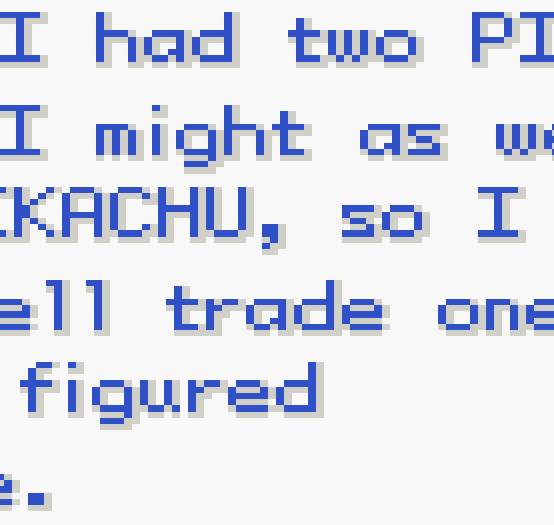 I had two PI
I might as we
KACHU, so I
ell trade one
figured
e.